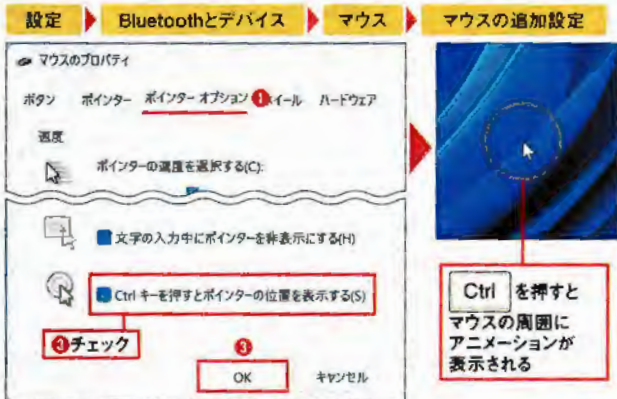 設定
Bluetoothとデバイス
マウス
マウスの追加設定
マウスのプロパティ
ボタン ポインター ポインター オプション ❶ イール ハードウェア
速度
ポインターの速度を選択する(C):
文字の入力中にポインターを非表示にする(H)
Ctrl キーを押すとポインターの位置を表示する(S)
チェック
❸
OK
キャンセル
Ctrl を押すと
マウスの周囲に
アニメーションが
表示される